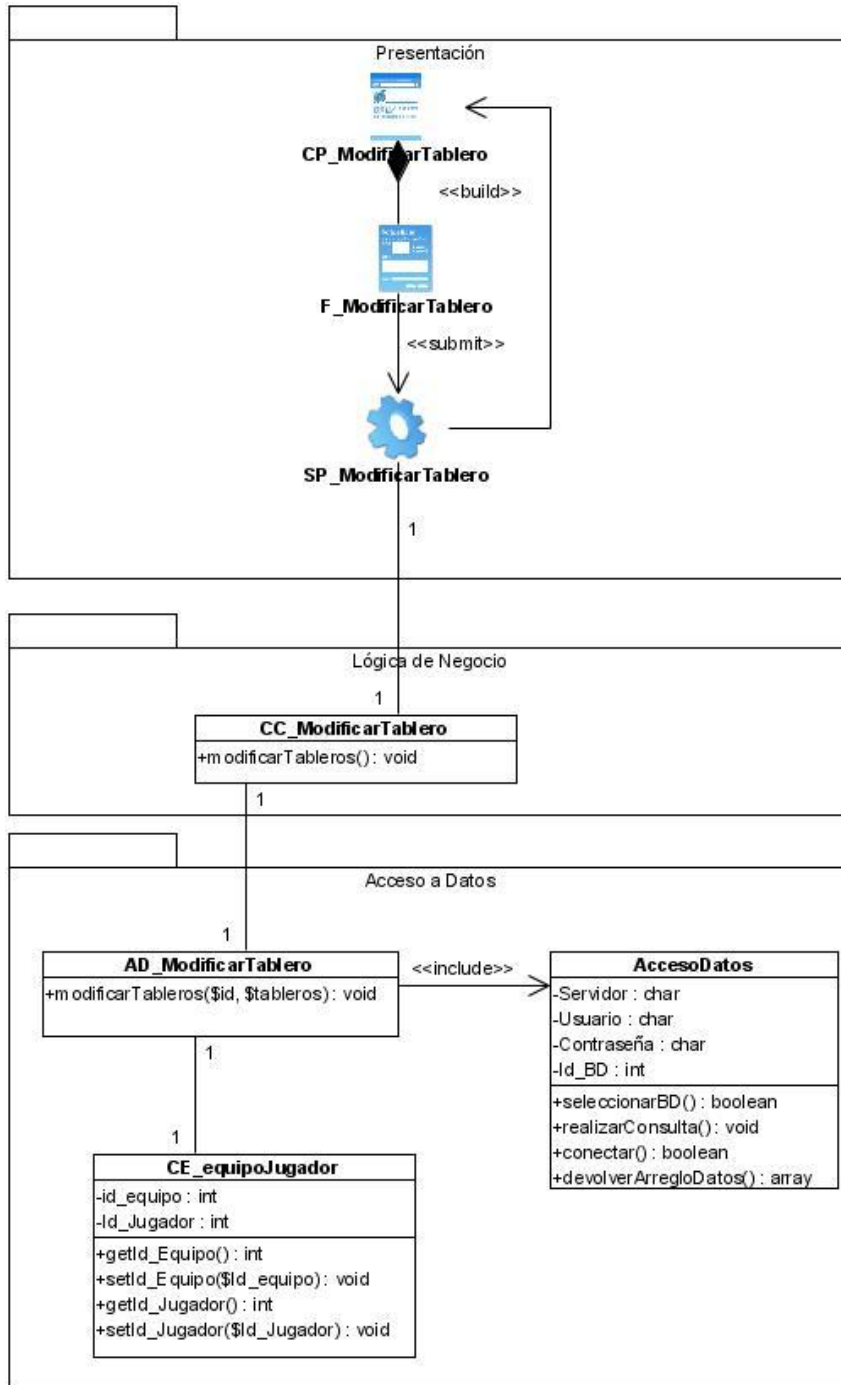 Presentación
CP_ModificarTablero
<<build>>
F_ModificarTablero
<<submit>>
SP_ModificarTablero
1
Lógica de Negocio
1
CC_ModificarTablero
+modificarTableros() : void
1
Acceso a Datos
1
AD_ModificarTablero
+modificarTableros($id, $tableros) : void
<<include>>
AccesoDatos
-Servidor : char
-Usuario : char
-Contraseña : char
-Id_BD : int
+seleccionarBD() : boolean
+realizarConsulta() : void
+conectar() : boolean
+devolverArregloDatos() : array
1
1
CE_equipoJugador
-id_equipo : int
-Id_Jugador : int
+getId_Equipo() : int
+setId_Equipo($Id_equipo) : void
+getId_Jugador() : int
+setId_Jugador($Id_Jugador) : void